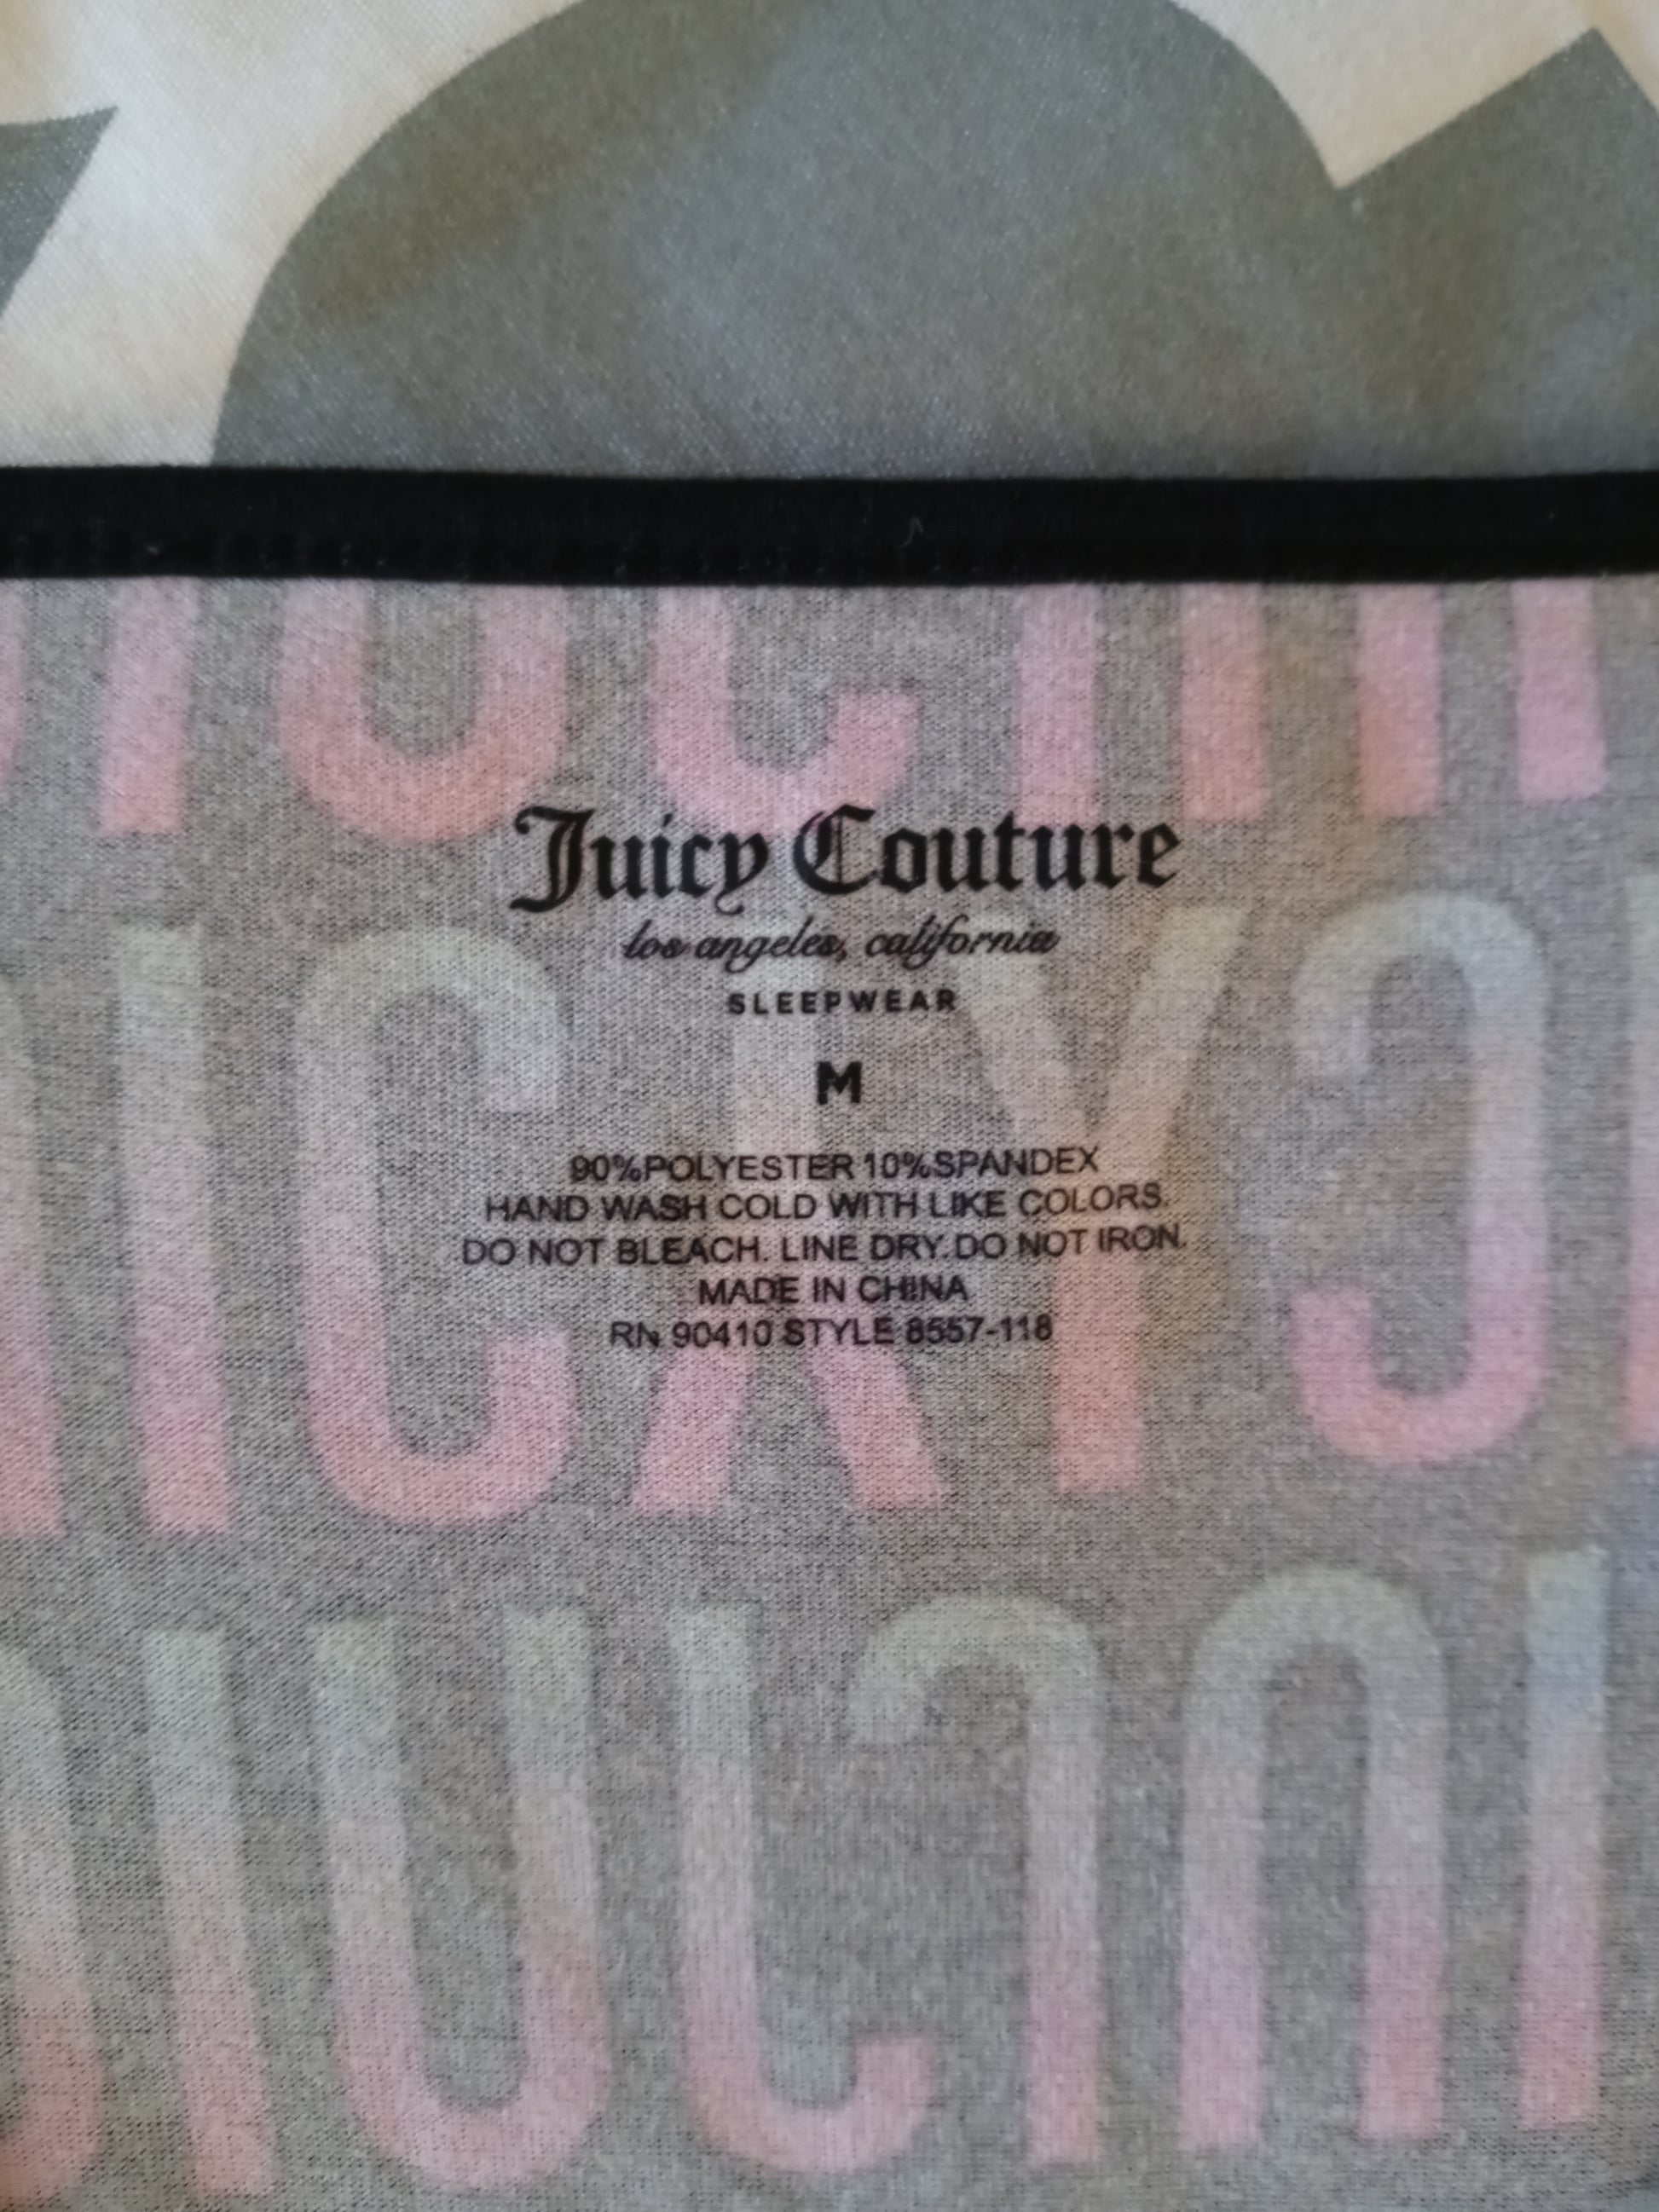 Juicy Couture
los angeles, california
SLEEPWEAR
M
90%POLYESTER 10%SPANDEX
HAND WASH COLD WITH LIKE COLORS.
DO NOT BLEACH. LINE DRY.DO NOT IRON.
MADE IN CHINA
RN 90410 STYLE 8557-118